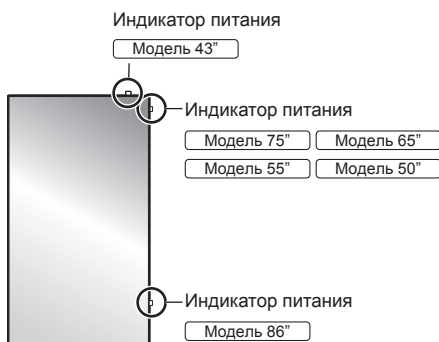 Индикатор питания
Модель 43”
Индикатор питания
Модель 75” Модель 65”
Модель 55” Модель 50”
Индикатор питания
Модель 86”